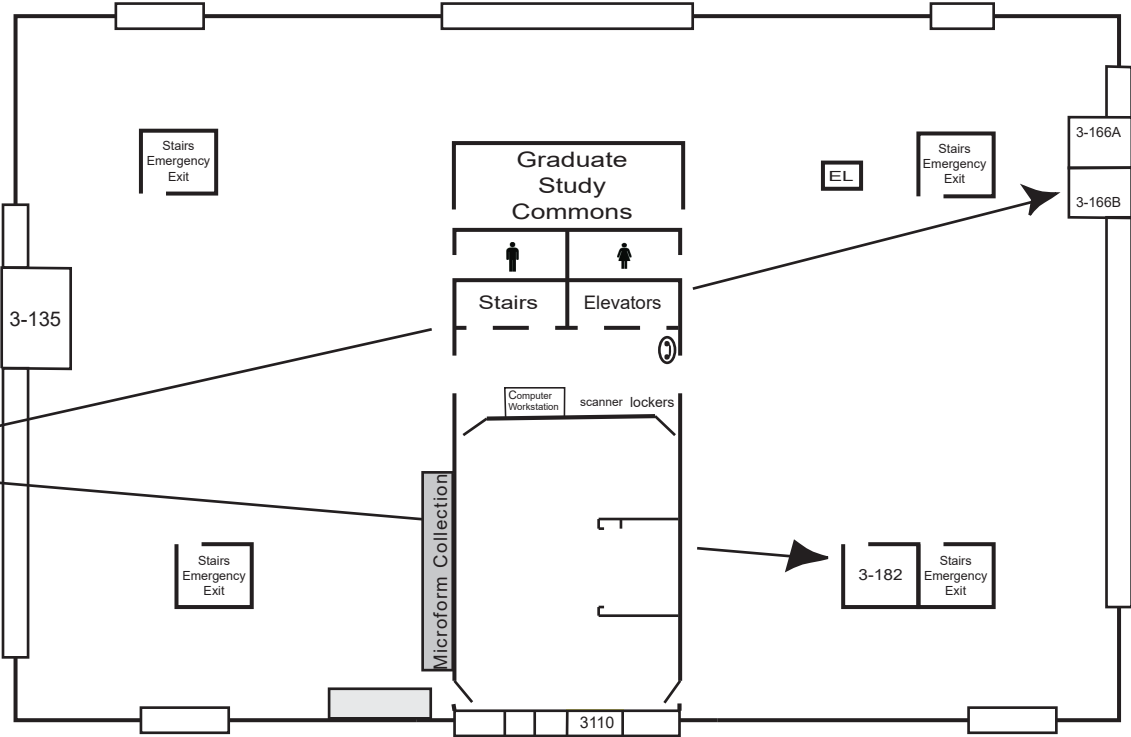 Stairs
Emergency
Exit
Graduate
Study
Commons
EL
Stairs
Emergency
Exit
3-166A
3-166B
3-135
Stairs
Elevators
Computer
Workstation
scanner
lockers
Microform Collection
Stairs
Emergency
Exit
3-182
Stairs
Emergency
Exit
3110